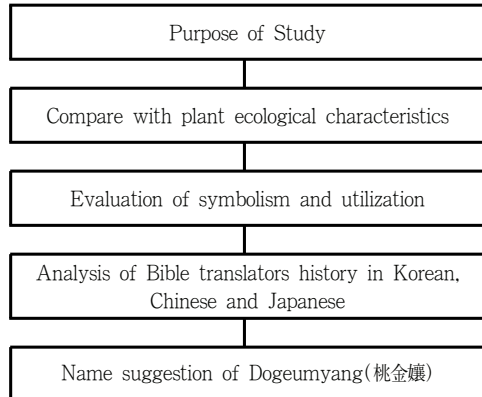 Purpose of Study
Compare with plant ecological characteristics
Evaluation of symbolism and utilization
Analysis of Bible translators history in Korean,
Chinese and Japanese
Name suggestion of Dogeumyang(桃金孃)